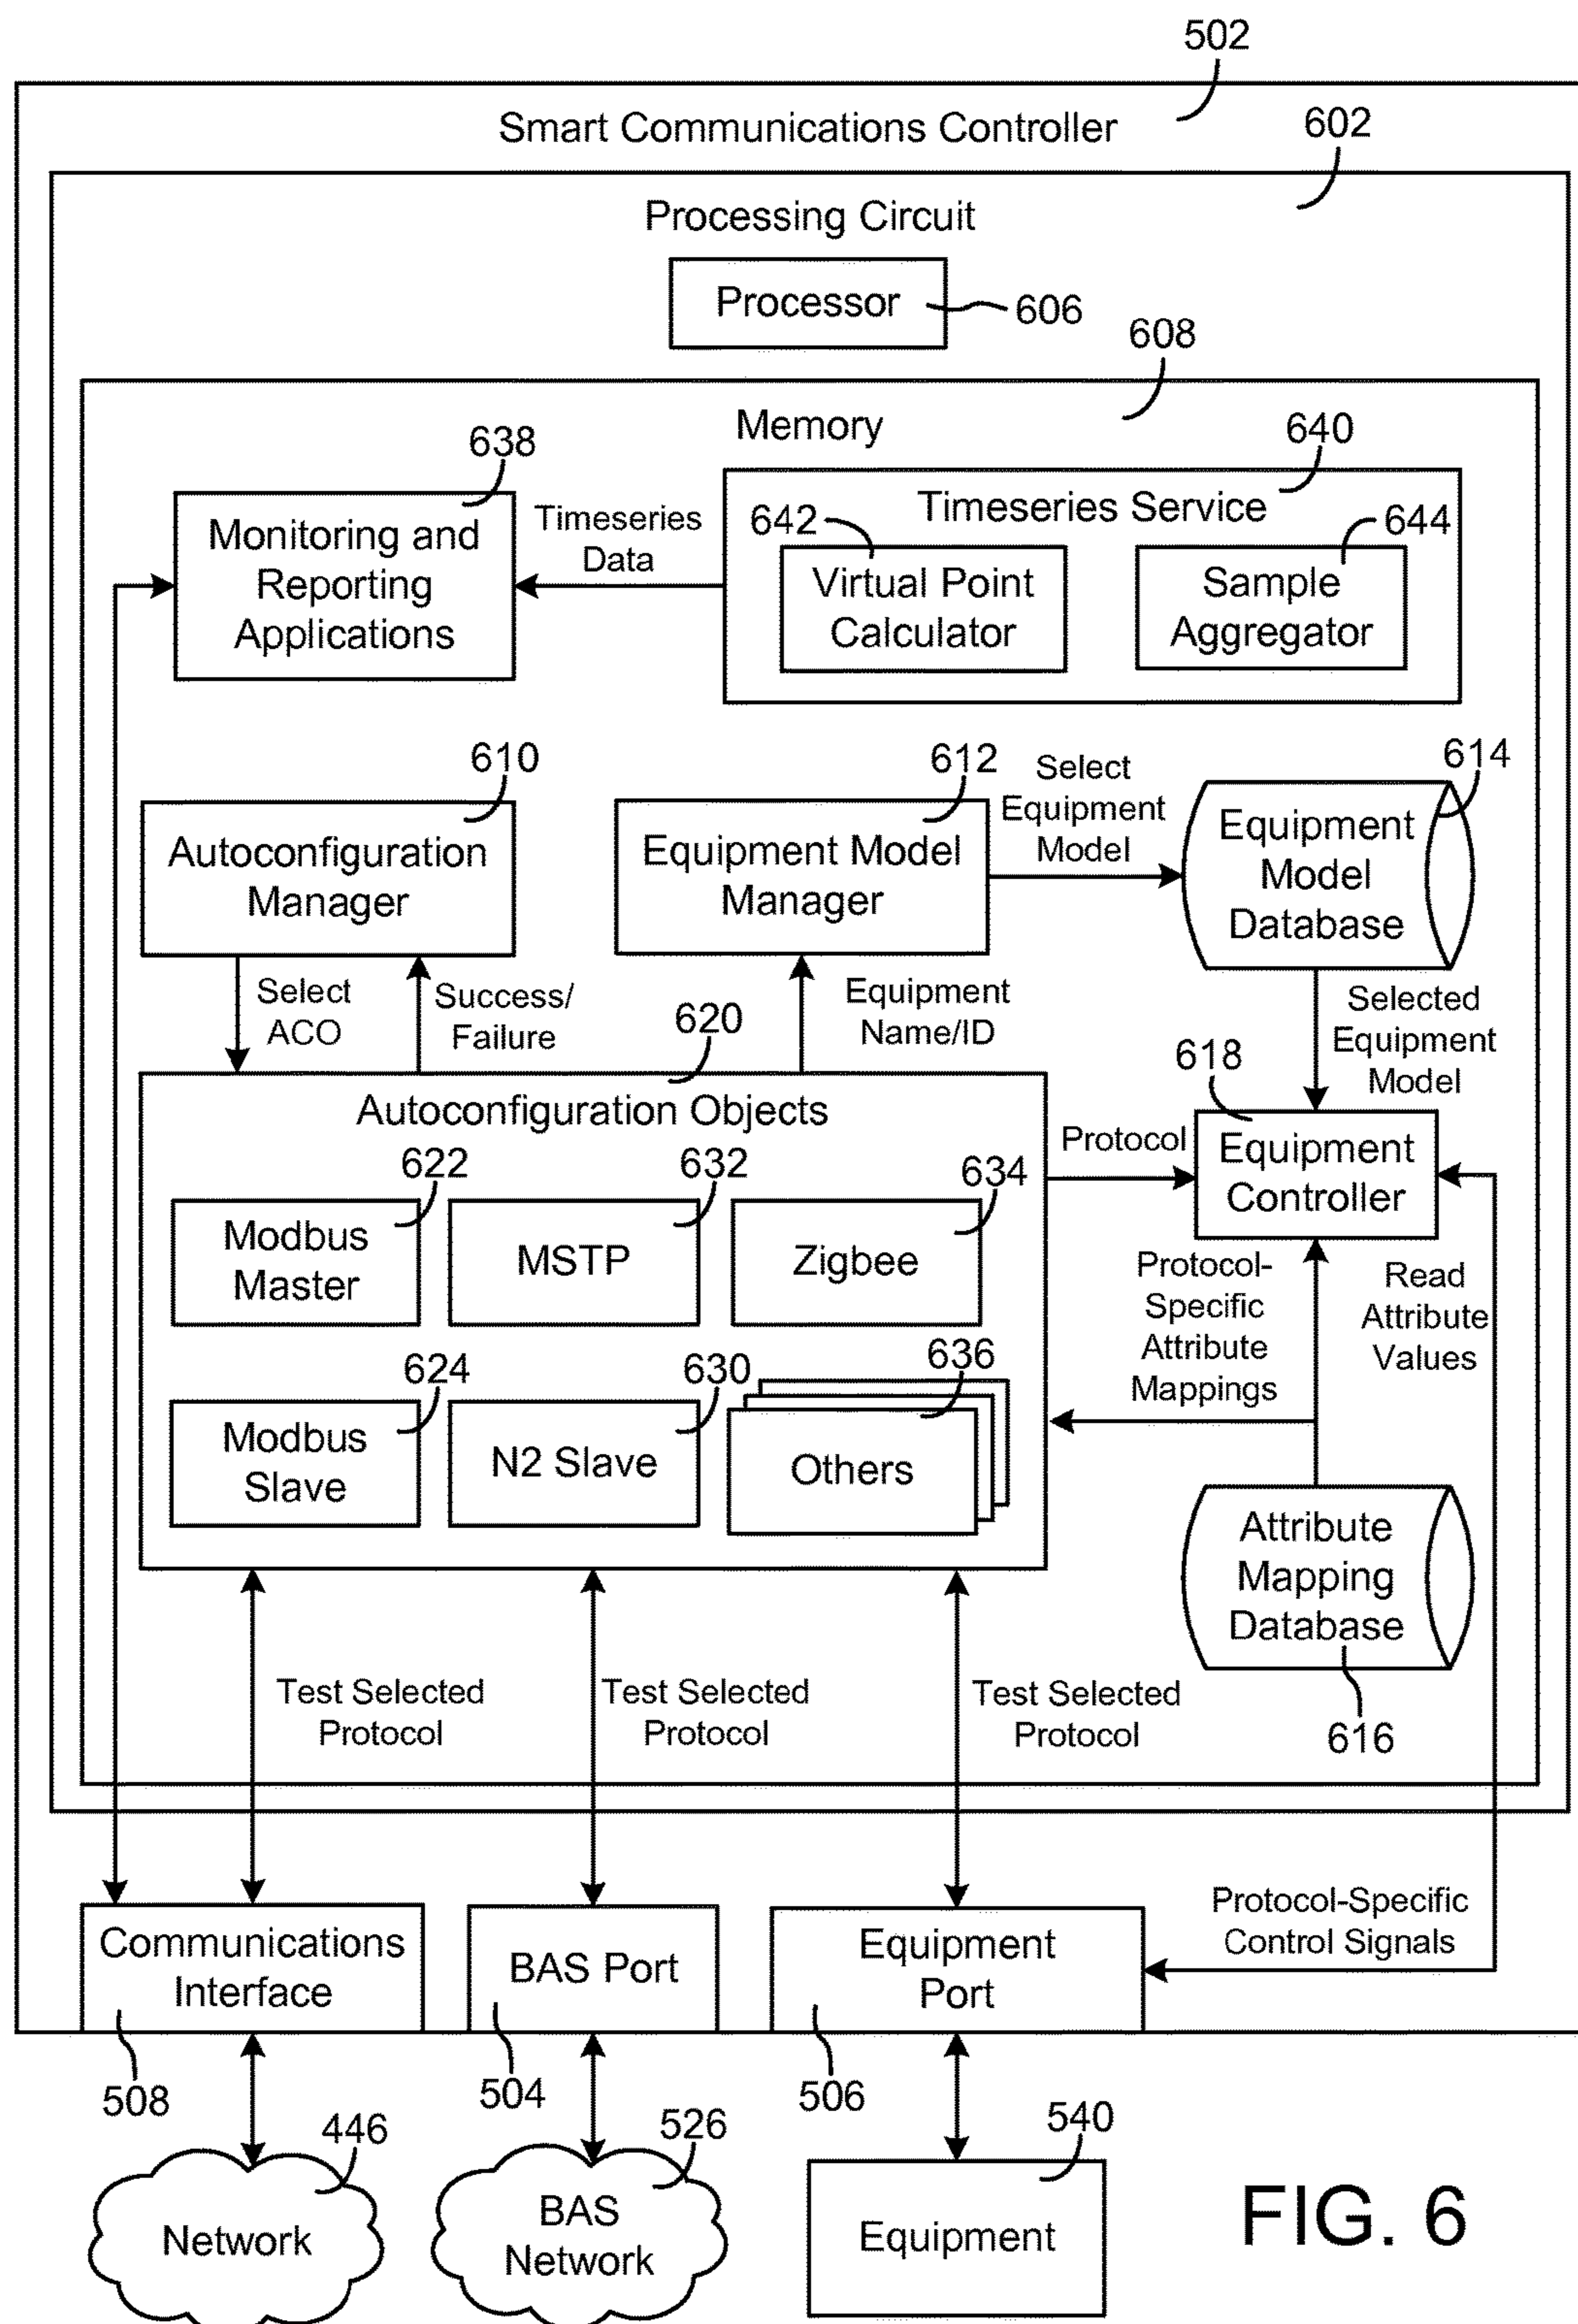 502
Smart Communications Controller
602
Processing Circuit
Processor
606
608
Memory
638
640
Monitoring and
Reporting
Applications
Timeseries
Data
Timeseries Service
642
644
Virtual Point
Calculator
Sample
Aggregator
610
612
614
Autoconfiguration
Manager
Equipment Model
Manager
Select
Equipment
Model
Equipment
Model
Database
Select
ACO
Success/
Failure
620
Equipment
Name/ID
Selected
Equipment
Model
618
Autoconfiguration Objects
Protocol
Equipment
Controller
622
632
634
Modbus
Master
MSTP
Zigbee
Protocol-
Specific
Attribute
Mappings
Read
Attribute
Values
624
630
636
Modbus
Slave
N2 Slave
Others
Attribute
Mapping
Database
616
Test Selected
Protocol
Test Selected
Protocol
Test Selected
Protocol
Communications
Interface
BAS Port
Equipment
Port
Protocol-Specific
Control Signals
508
504
506
446
526
540
Network
BAS
Network
Equipment
FIG. 6